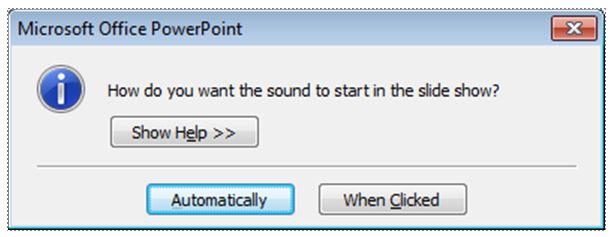 Microsoft Office PowerPoint
How do you want the sound to start in the slide show?
Show Help >>
Automatically
When Clicked